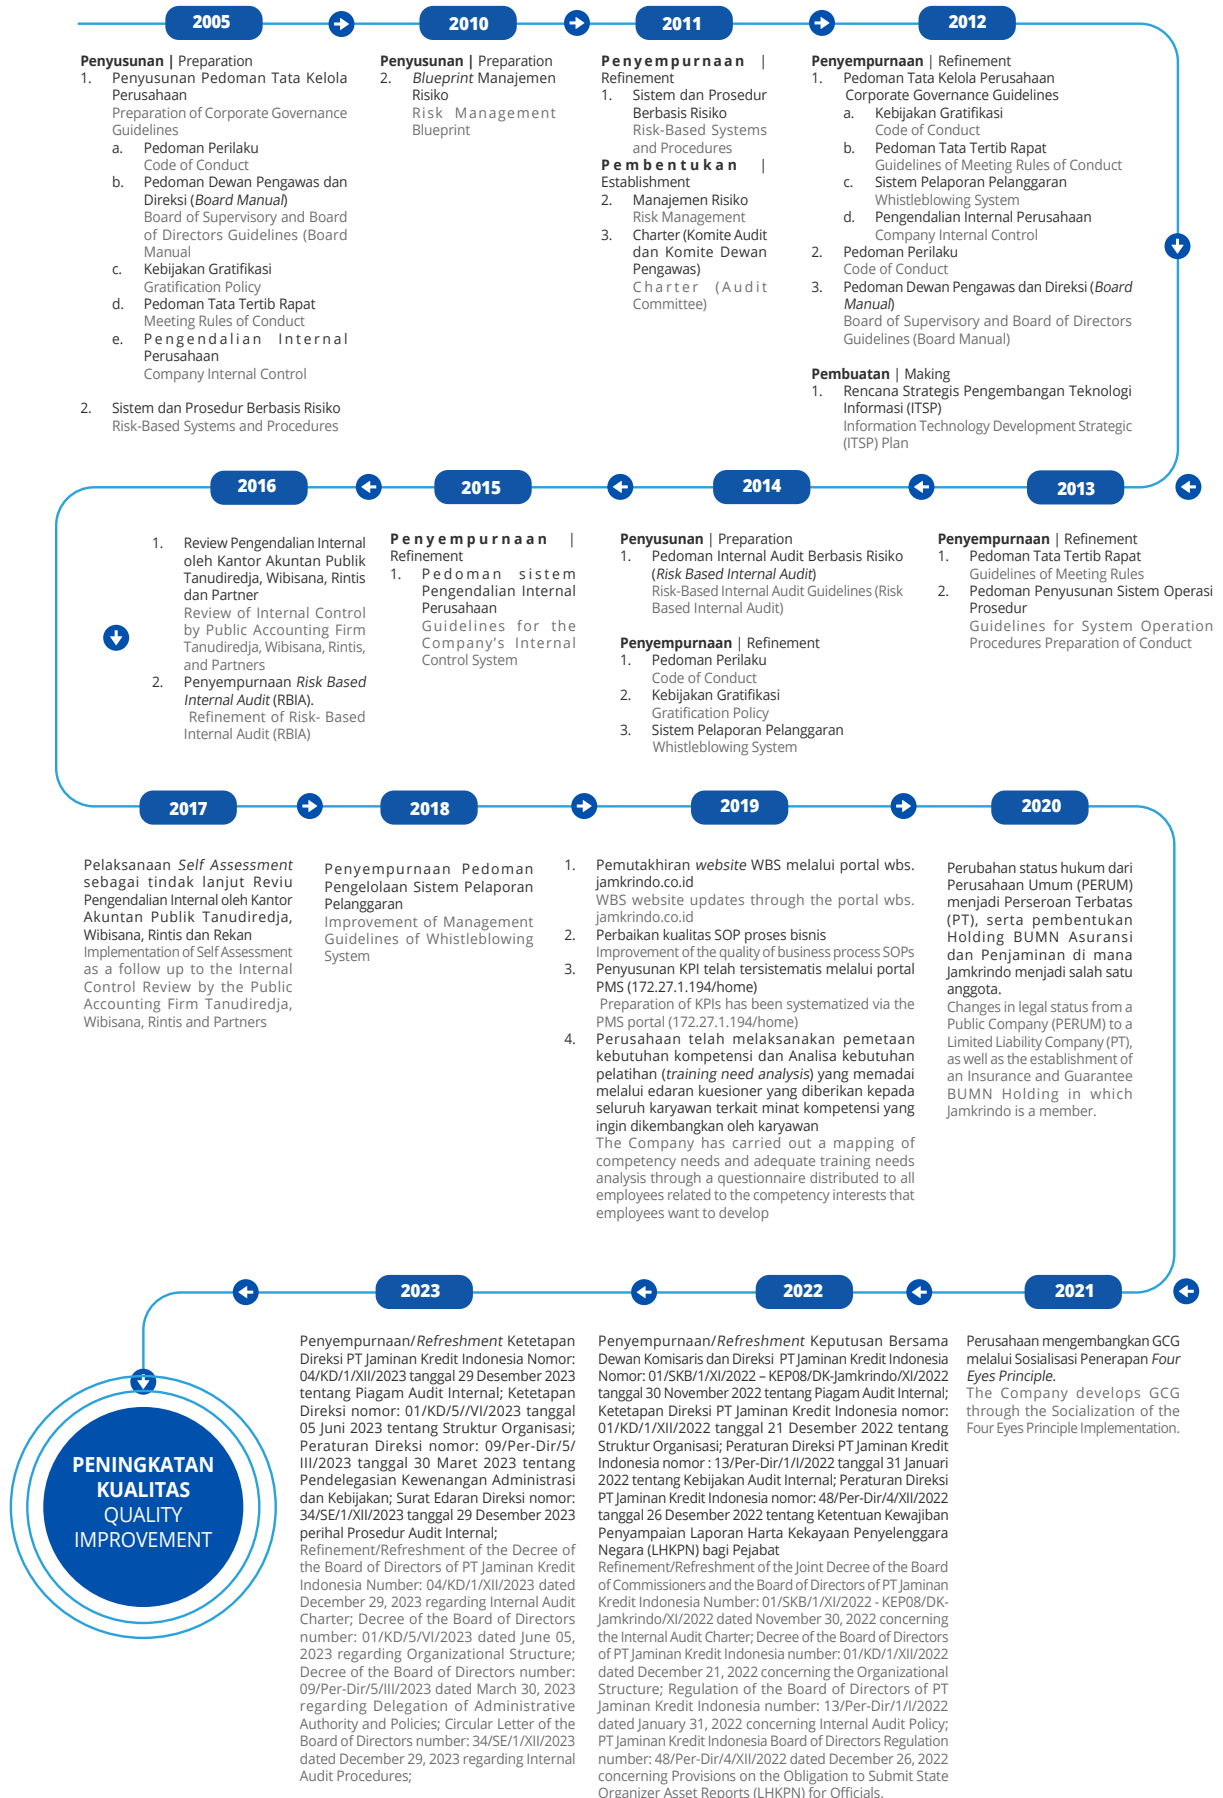 2005
Penyusunan | Preparation
1. Penyusunan Pedoman Tata Kelola
Perusahaan
Preparation of Corporate Governance
Guidelines
a. Pedoman Perilaku
Code of Conduct
b. Pedoman Dewan Pengawas dan
Direksi (Board Manual)
Board of Supervisory and Board
of Directors Guidelines (Board
Manual
c. Kebijakan Gratifikasi
Gratification Policy
d. Pedoman Tata Tertib Rapat
Meeting Rules of Conduct
e. Pengendalian Internal
Perusahaan
Company Internal Control
2. Sistem dan Prosedur Berbasis Risiko
Risk-Based Systems and Procedures
2010
Penyusunan | Preparation
2. Blueprint Manajemen
Risiko
Risk Management
Blueprint
2011
Penyempurnaan |
Refinement
1. Sistem dan Prosedur
Berbasis Risiko
Risk-Based Systems
and Procedures
Pembentukan |
Establishment
2. Manajemen Risiko
Risk Management
3. Charter (Komite Audit
dan Komite Dewan
Pengawas)
Charter (Audit
Committee)
2012
Penyempurnaan | Refinement
1. Pedoman Tata Kelola Perusahaan
Corporate Governance Guidelines
a. Kebijakan Gratifikasi
Code of Conduct
b. Pedoman Tata Tertib Rapat
Guidelines of Meeting Rules of Conduct
c. Sistem Pelaporan Pelanggaran
Whistleblowing System
d. Pengendalian Internal Perusahaan
Company Internal Control
2. Pedoman Perilaku
Code of Conduct
3. Pedoman Dewan Pengawas dan Direksi (Board
Manual)
Board of Supervisory and Board of Directors
Guidelines (Board Manual)
Pembuatan | Making
1. Rencana Strategis Pengembangan Teknologi
Informasi (ITSP)
Information Technology Development Strategic
(ITSP) Plan
2013
Penyempurnaan | Refinement
1. Pedoman Tata Tertib Rapat
Guidelines of Meeting Rules
2. Pedoman Penyusunan Sistem Operasi
Prosedur
Guidelines for System Operation
Procedures Preparation of Conduct
2014
Penyusunan | Preparation
1. Pedoman Internal Audit Berbasis Risiko
(Risk Based Internal Audit)
Risk-Based Internal Audit Guidelines (Risk
Based Internal Audit)
Penyempurnaan | Refinement
1. Pedoman Perilaku
Code of Conduct
2. Kebijakan Gratifikasi
Gratification Policy
3. Sistem Pelaporan Pelanggaran
Whistleblowing System
2015
Penyempurnaan |
Refinement
1. Pedoman sistem
Pengendalian Internal
Perusahaan
Guidelines for the
Company's Internal
Control System
2016
1. Review Pengendalian Internal
oleh Kantor Akuntan Publik
Tanudiredja, Wibisana, Rintis
dan Partner
Review of Internal Control
by Public Accounting Firm
Tanudiredja, Wibisana, Rintis,
and Partners
2. Penyempurnaan Risk Based
Internal Audit (RBIA).
Refinement of Risk- Based
Internal Audit (RBIA)
2017
Pelaksanaan Self Assessment
sebagai tindak lanjut Reviu
Pengendalian Internal oleh Kantor
Akuntan Publik Tanudiredja,
Wibisana, Rintis dan Rekan
Implementation of Self Assessment
as a follow up to the Internal
Control Review by the Public
Accounting Firm Tanudiredja,
Wibisana, Rintis and Partners
2018
Penyempurnaan Pedoman
Pengelolaan Sistem Pelaporan
Pelanggaran
Improvement of Management
Guidelines of Whistleblowing
System
2019
1. Pemutakhiran website WBS melalui portal wbs.
jamkrindo.co.id
WBS website updates through the portal wbs.
jamkrindo.co.id
2. Perbaikan kualitas SOP proses bisnis
Improvement of the quality of business process SOPs
3. Penyusunan KPI telah tersistematis melalui portal
PMS (172.27.1.194/home)
Preparation of KPIs has been systematized via the
PMS portal (172.27.1.194/home)
4. Perusahaan telah melaksanakan pemetaan
kebutuhan kompetensi dan Analisa kebutuhan
pelatihan (training need analysis) yang memadai
melalui edaran kuesioner yang diberikan kepada
seluruh karyawan terkait minat kompetensi yang
ingin dikembangkan oleh karyawan
The Company has carried out a mapping of
competency needs and adequate training needs
analysis through a questionnaire distributed to all
employees related to the competency interests that
employees want to develop
2020
Perubahan status hukum dari
Perusahaan Umum (PERUM)
menjadi Perseroan Terbatas
(PT), serta pembentukan
Holding BUMN Asuransi
dan Penjaminan di mana
Jamkrindo menjadi salah satu
anggota.
Changes in legal status from a
Public Company (PERUM) to a
Limited Liability Company (PT),
as well as the establishment of
an Insurance and Guarantee
BUMN Holding in which
Jamkrindo is a member.
2021
Perusahaan mengembangkan GCG
melalui Sosialisasi Penerapan Four
Eyes Principle.
The Company develops GCG
through the Socialization of the
Four Eyes Principle Implementation.
2022
Penyempurnaan/Refreshment Keputusan Bersama
Dewan Komisaris dan Direksi PT Jaminan Kredit Indonesia
Nomor: 01/SKB/1/XI/2022 – KEP08/DK-Jamkrindo/XI/2022
tanggal 30 November 2022 tentang Piagam Audit Internal;
Ketetapan Direksi PT Jaminan Kredit Indonesia nomor:
01/KD/1/XII/2022 tanggal 21 Desember 2022 tentang
Struktur Organisasi; Peraturan Direksi PT Jaminan Kredit
Indonesia nomor : 13/Per-Dir/1/I/2022 tanggal 31 Januari
2022 tentang Kebijakan Audit Internal; Peraturan Direksi
PT Jaminan Kredit Indonesia nomor: 48/Per-Dir/4/XII/2022
tanggal 26 Desember 2022 tentang Ketentuan Kewajiban
Penyampaian Laporan Harta Kekayaan Penyelenggara
Negara (LHKPN) bagi Pejabat
Refinement/Refreshment of the Joint Decree of the Board
of Commissioners and the Board of Directors of PT Jaminan
Kredit Indonesia Number: 01/SKB/1/XI/2022 - KEP08/DK-
Jamkrindo/XI/2022 dated November 30, 2022 concerning
the Internal Audit Charter; Decree of the Board of Directors
of PT Jaminan Kredit Indonesia number: 01/KD/1/XII/2022
dated December 21, 2022 concerning the Organizational
Structure; Regulation of the Board of Directors of PT
Jaminan Kredit Indonesia number: 13/Per-Dir/1/I/2022
dated January 31, 2022 concerning Internal Audit Policy;
PT Jaminan Kredit Indonesia Board of Directors Regulation
number: 48/Per-Dir/4/XII/2022 dated December 26, 2022
concerning Provisions on the Obligation to Submit State
Organizer Asset Reports (LHKPN) for Officials.
2023
Penyempurnaan/Refreshment Ketetapan
Direksi PT Jaminan Kredit Indonesia Nomor:
04/KD/1/XII/2023 tanggal 29 Desember 2023
tentang Piagam Audit Internal; Ketetapan
Direksi nomor: 01/KD/5//VI/2023 tanggal
05 Juni 2023 tentang Struktur Organisasi;
Peraturan Direksi nomor: 09/Per-Dir/5/
III/2023 tanggal 30 Maret 2023 tentang
Pendelegasian Kewenangan Administrasi
dan Kebijakan; Surat Edaran Direksi nomor:
34/SE/1/XII/2023 tanggal 29 Desember 2023
perihal Prosedur Audit Internal;
Refinement/Refreshment of the Decree of
the Board of Directors of PT Jaminan Kredit
Indonesia Number: 04/KD/1/XII/2023 dated
December 29, 2023 regarding Internal Audit
Charter; Decree of the Board of Directors
number: 01/KD/5/VI/2023 dated June 05,
2023 regarding Organizational Structure;
Decree of the Board of Directors number:
09/Per-Dir/5/III/2023 dated March 30, 2023
regarding Delegation of Administrative
Authority and Policies; Circular Letter of the
Board of Directors number: 34/SE/1/XII/2023
dated December 29, 2023 regarding Internal
Audit Procedures;
PENINGKATAN
KUALITAS
QUALITY
IMPROVEMENT